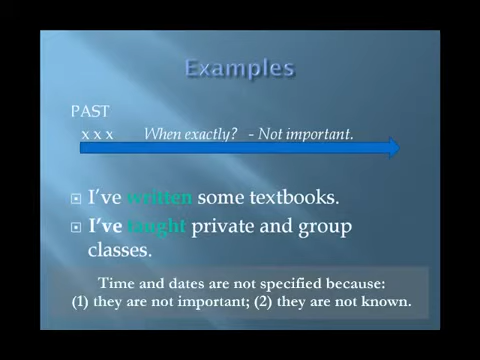 Examples
PAST
x x x When exactly? - Not important.
I've written some textbooks.
I've taught private and group
classes.
Time and dates are not specified because:
(1) they are not important; (2) they are not known.